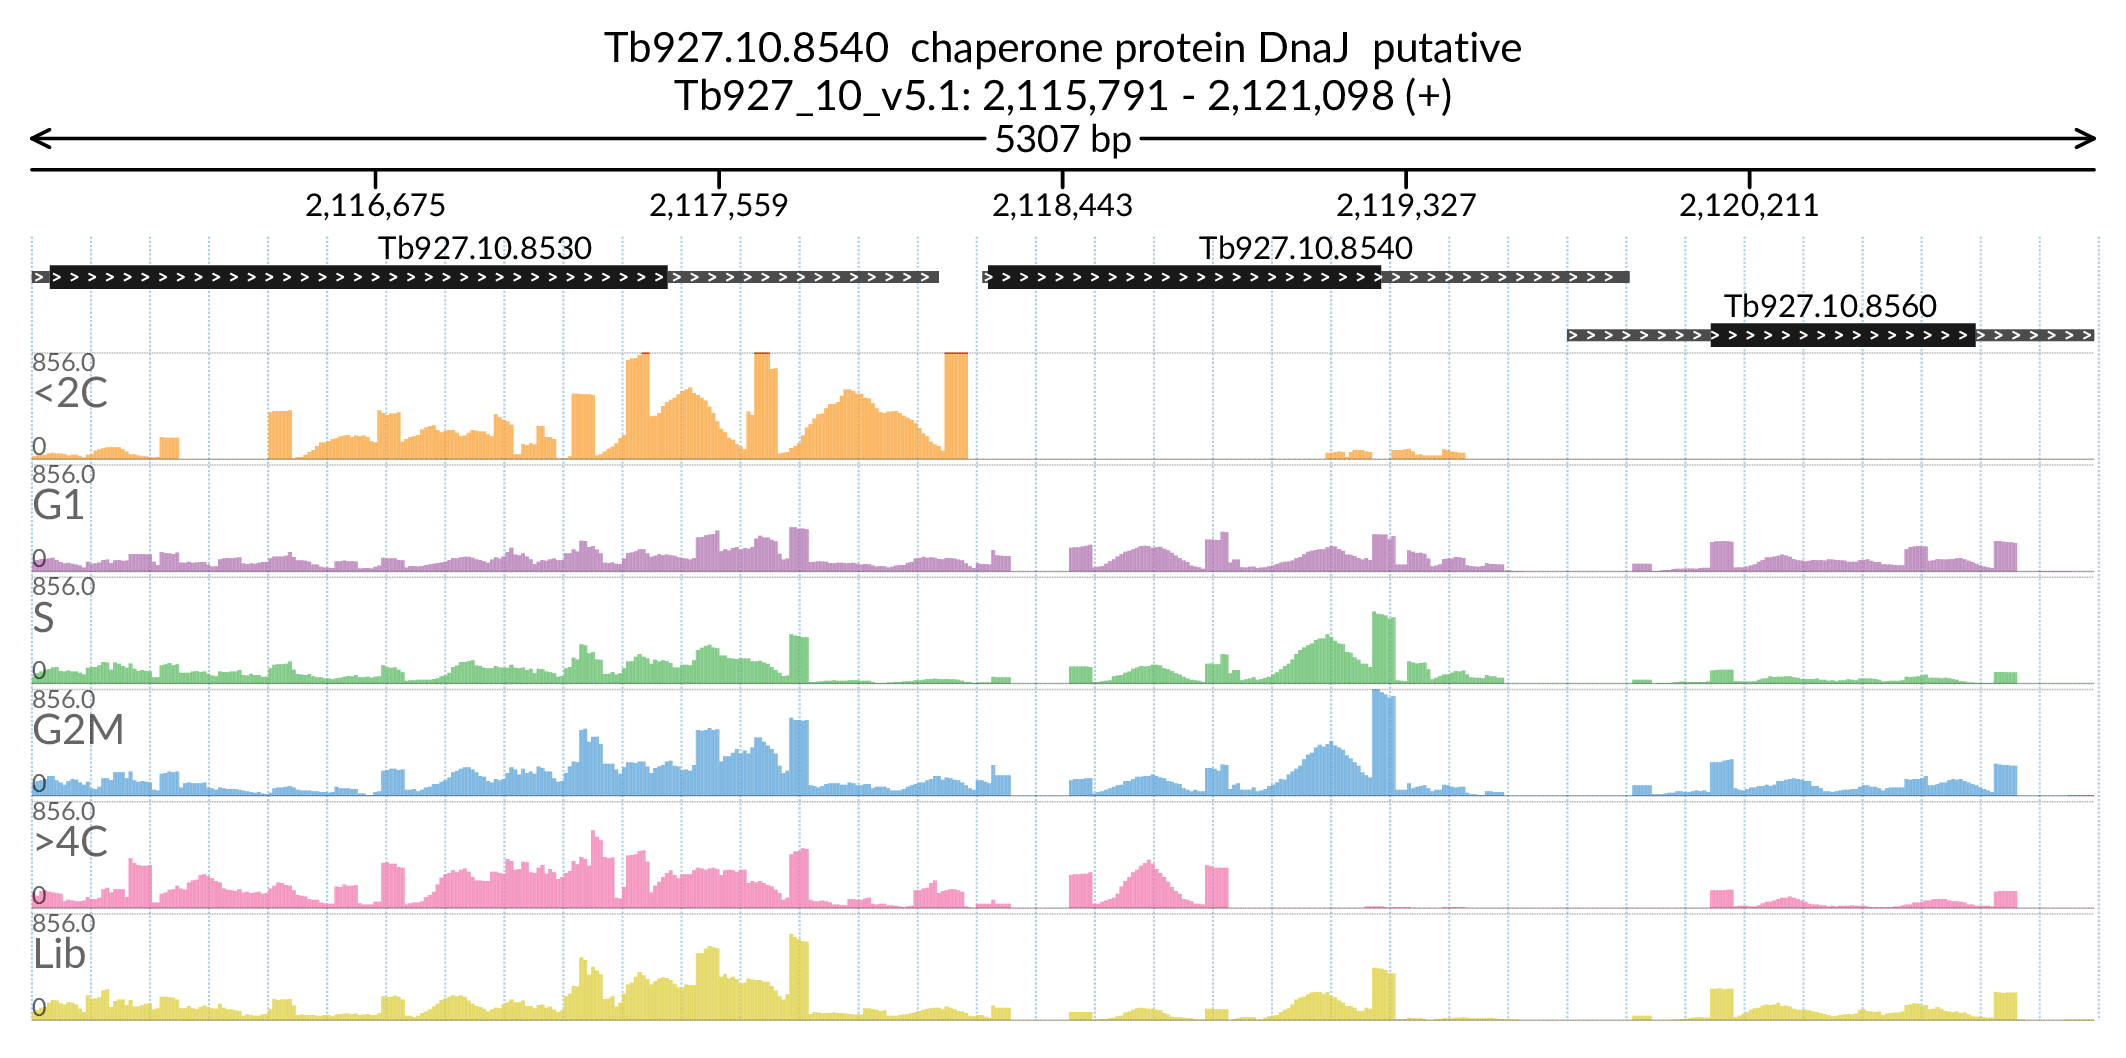 Tb927.10.8540  chaperone protein DnaJ  putative
Tb927_10_v5.1: 2,115,791 - 2,121,098 (+)
5307 bp
2,116,675 2,117,559 2,118,443 2,119,327 2,120,211
Tb927.10.8530 Tb927.10.8540
Tb927.10.8560
856.0
<2C
0
856.0
G1
0
856.0
S
0
856.0
G2M
0
856.0
>4C
0
856.0
Lib
0